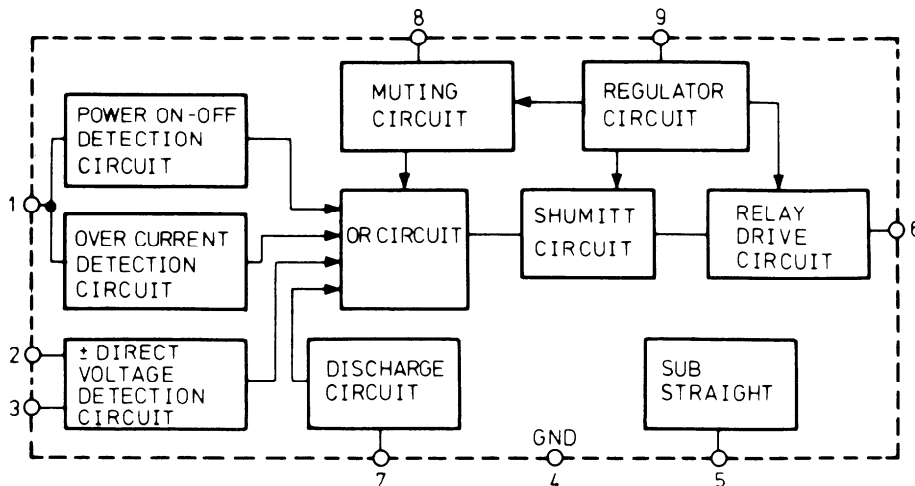 8
9
MUTING
CIRCUIT
REGULATOR
CIRCUIT
POWER ON-OFF
DETECTION
CIRCUIT
1
OVER CURRENT
DETECTION
CIRCUIT
OR CIRCUIT
SHUMITT
CIRCUIT
RELAY
DRIVE
CIRCUIT
6
2
3
± DIRECT
VOLTAGE
DETECTION
CIRCUIT
DISCHARGE
CIRCUIT
SUB
STRAIGHT
GND
7
4
5